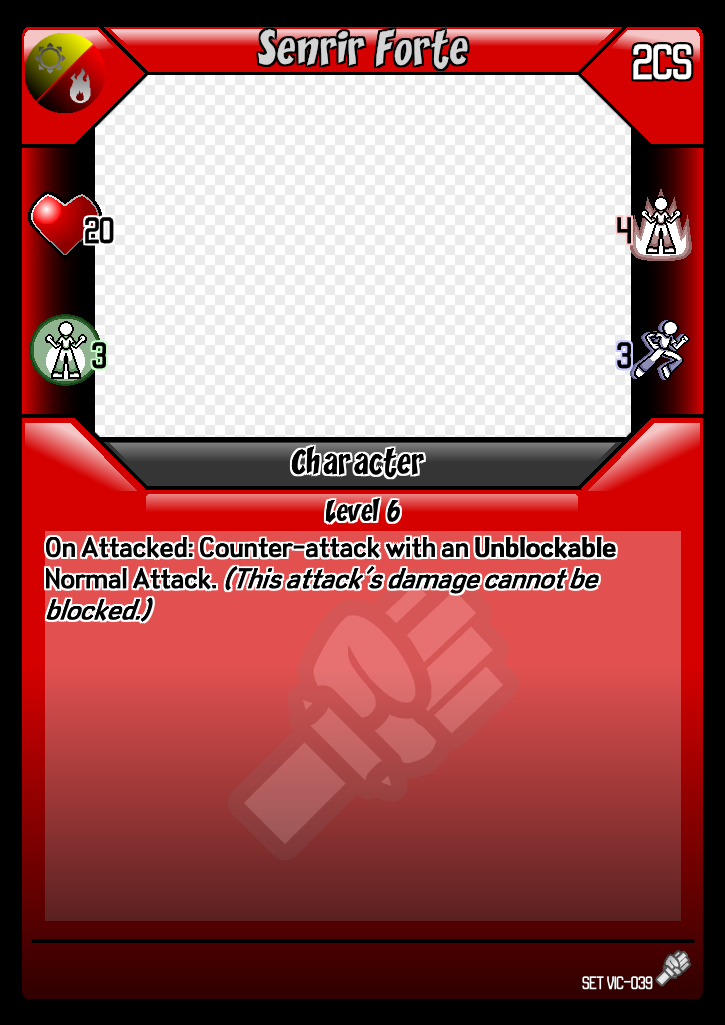 Senrir Forte
2CS
20
4
3
3
Character
Level 6
On Attacked: Counter-attack with an Unblockable
Normal Attack. (This attack's damage cannot be
blocked.)
SET VIC-039